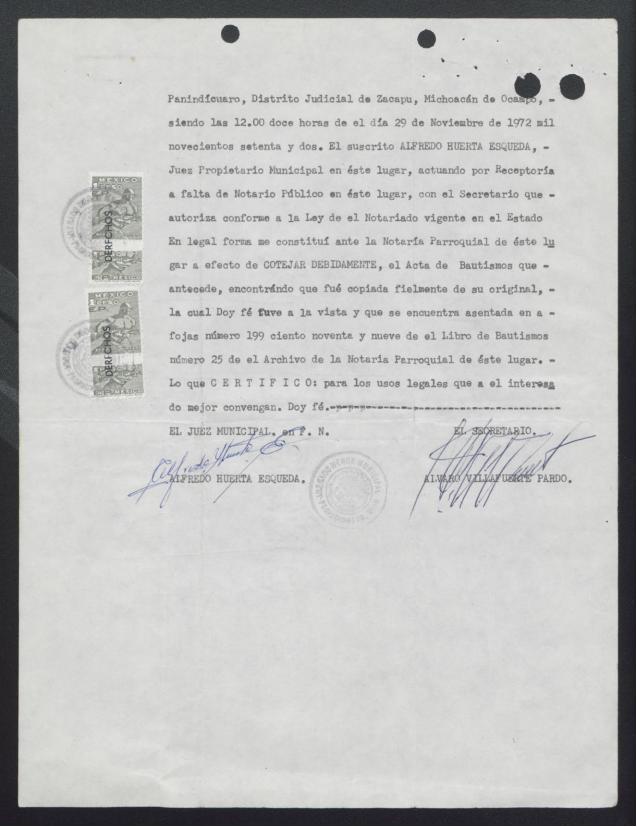 Panindícuaro, Distrito Judicial de Zacapu, Michoacán de Ocampo, -
siendo las 12.00 doce horas de el día 29 de Noviembre de 1972 mil
novecientos setenta y dos. El suscrito ALFREDO HUERTA ESQUEDA, -
Juez Propietario Municipal en éste lugar, actuando por Receptoría
a falta de Notario Público en éste lugar, con el Secretario que -
autoriza conforme a la Ley de el Notariado vigente en el Estado
En legal forma me constituí ante la Notaría Parroquial de éste lu
gar a efecto de COTEJAR DEBIDAMENTE, el Acta de Bautismos que -
antecede, encontrándo que fué copiada fielmente de su original, -
la cual Doy fé fuve a la vista y que se encuentra asentada en a -
fojas número 199 ciento noventa y nueve de el Libro de Bautismos
número 25 de el Archivo de la Notaria Parroquial de éste lugar. -
Lo que C E R T I F I C O: para los usos legales que a el interesa
do mejor convengan. Doy fé.-----------------------------
EL JUEZ MUNICIPAL. en P. N. EL SECRETARIO.
ALFREDO HUERTA ESQUEDA. ALVARO VILLAFUERTE PARDO.
MEXICO
DERECHOS
MEXICO
DERECHOS
JUZGADO MENOR MUNICIPAL